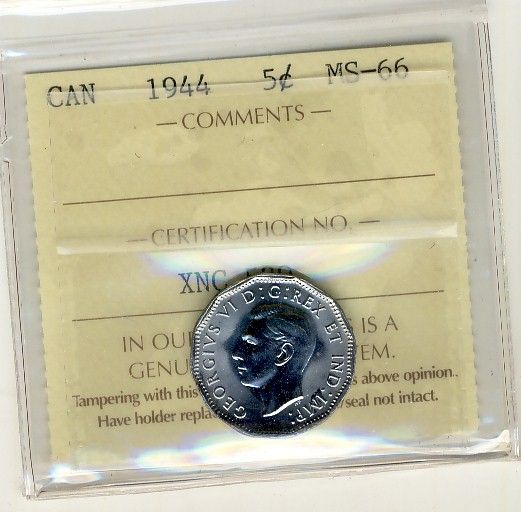 CAN 1944 5¢ MS-66
— COMMENTS —
— CERTIFICATION NO. —
XNC
IN OUR IS A
GENU EM.
Tampering with this above opinion.
Have holder repla /seal not intact.
GEORGIVS VI D:G:REX ET IND:IMP: